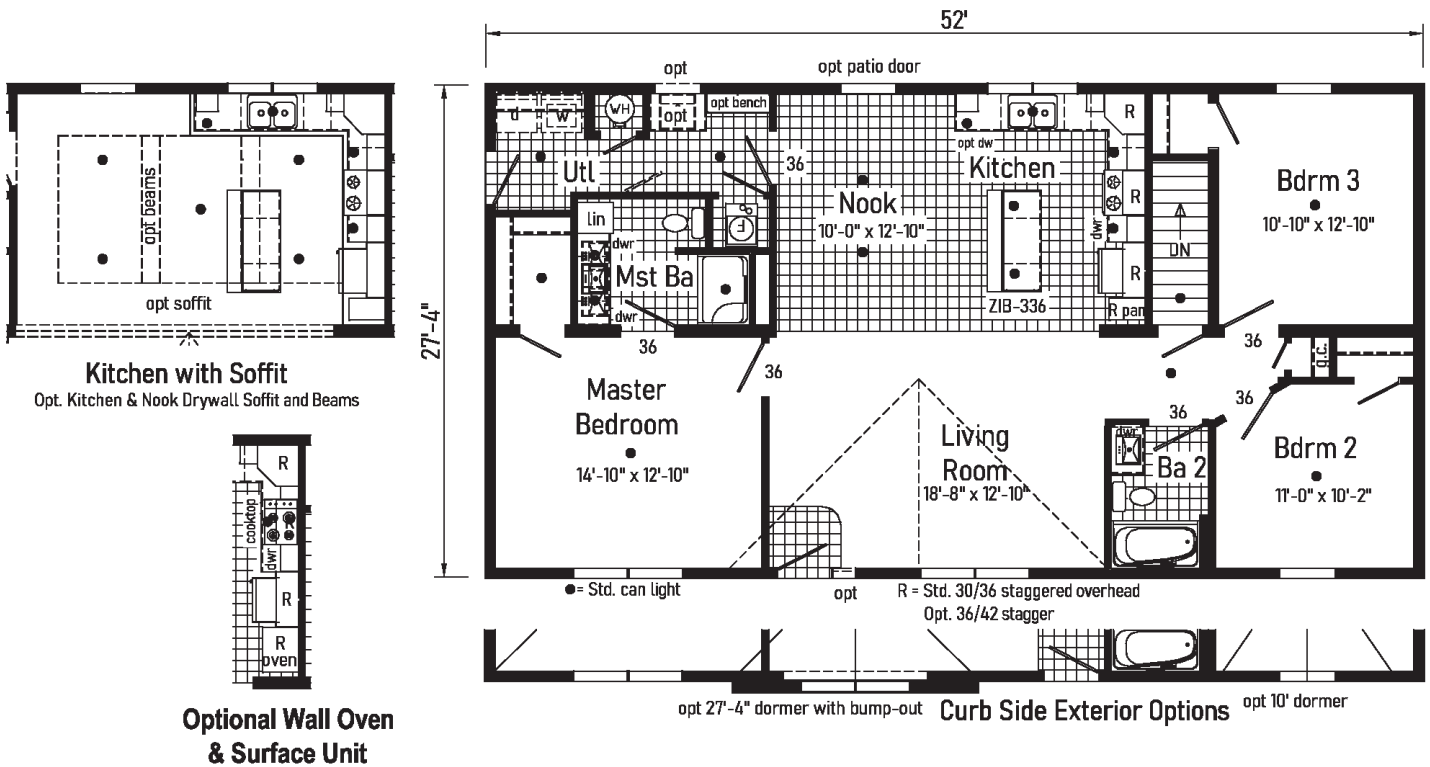 52'
opt
opt patio door
d
w
WH
opt
opt bench
R
opt dw
36
Utl
Kitchen
Nook
10'-0" x 12'-10"
R
dwr
DN
Bdrm 3
10'-10" x 12'-10"
lin
dwr
Mst Ba
dwr
F
R
ZIB-336
R pan
27'-4"
36
36
36
g.c.
36
36
Master
Bedroom
14'-10" x 12'-10"
Living
Room
18'-8" x 12'-10"
dwr
Ba 2
Bdrm 2
11'-0" x 10'-2"
●= Std. can light
opt
R = Std. 30/36 staggered overhead
Opt. 36/42 stagger
opt 27'-4" dormer with bump-out
Curb Side Exterior Options
opt 10' dormer
opt beams
opt soffit
Kitchen with Soffit
Opt. Kitchen & Nook Drywall Soffit and Beams
R
cooktop
R
dwr
R
R
oven
Optional Wall Oven
& Surface Unit